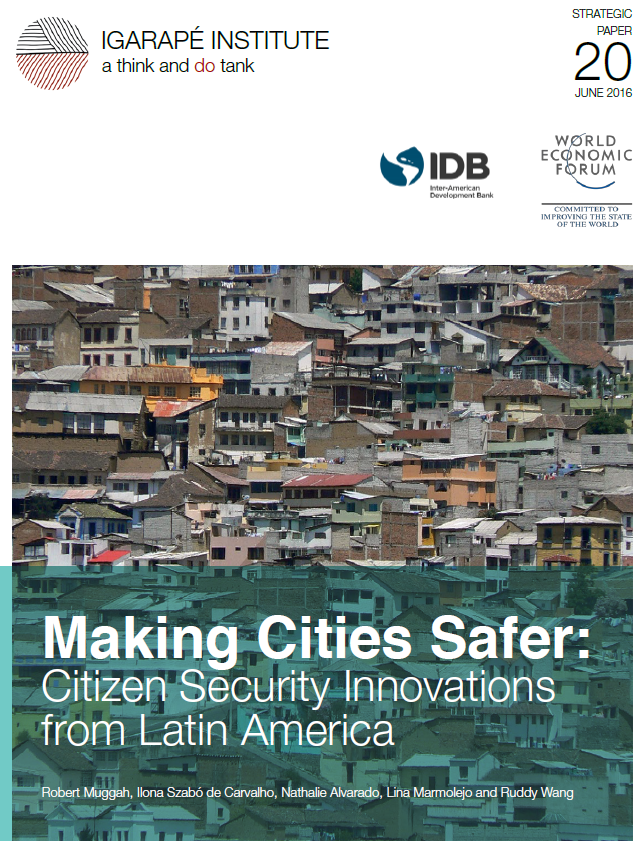 IGARAPÉ INSTITUTE
a think and do tank
STRATEGIC
PAPER
20
JUNE 2016
IDB
Inter-American
Development Bank
WORLD
ECONOMIC
FORUM
COMMITTED TO
IMPROVING THE STATE
OF THE WORLD
Making Cities Safer:
Citizen Security Innovations
from Latin America
Robert Muggah, Ilona Szabó de Carvalho, Nathalie Alvarado, Lina Marmolejo and Ruddy Wang